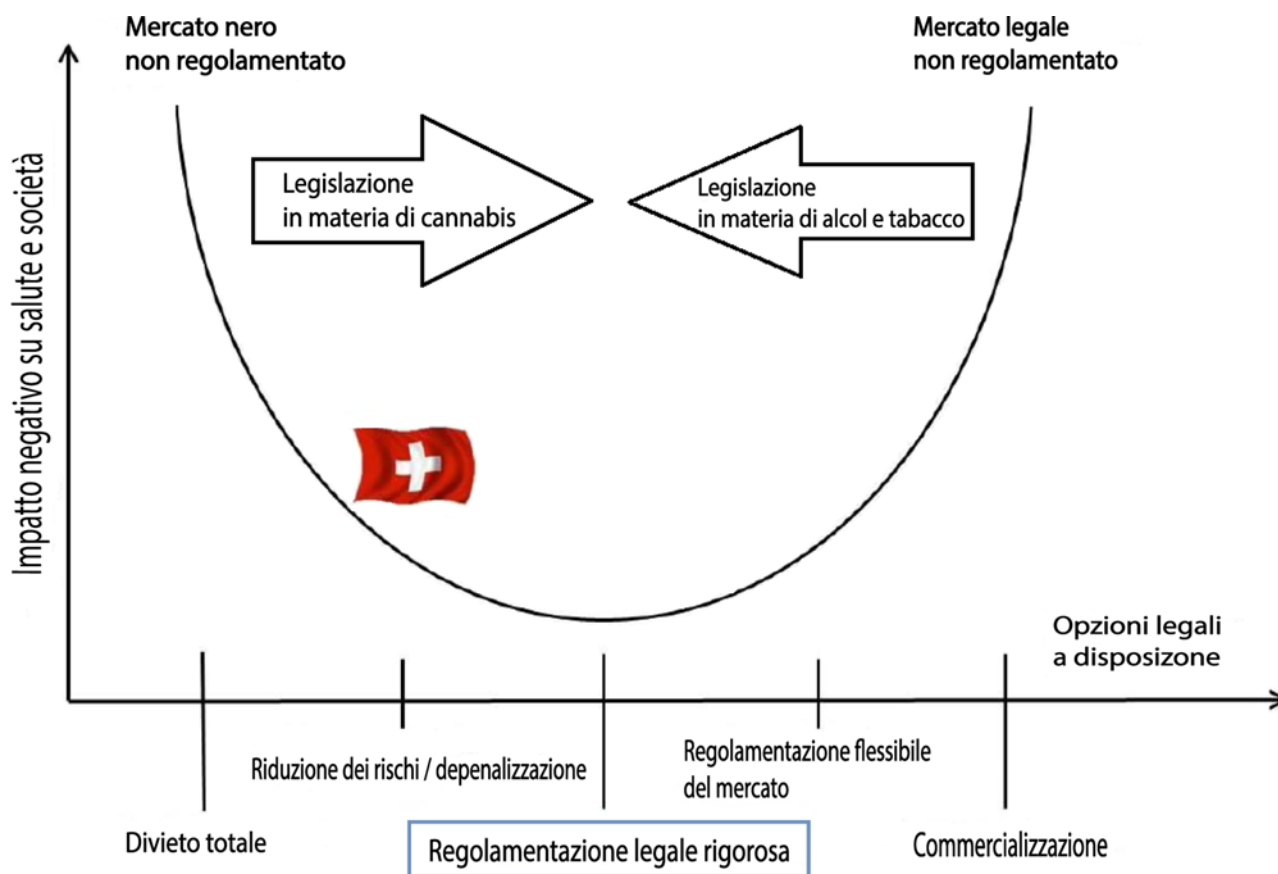 Mercato nero
non regolamentato
Mercato legale
non regolamentato
Impatto negativo su salute e società
Legislazione
in materia di cannabis
Legislazione
in materia di alcol e tabacco
Opzioni legali
a disposizone
Riduzione dei rischi / depenalizzazione
Regolamentazione flessibile
del mercato
Divieto totale
Regolamentazione legale rigorosa
Commercializzazione